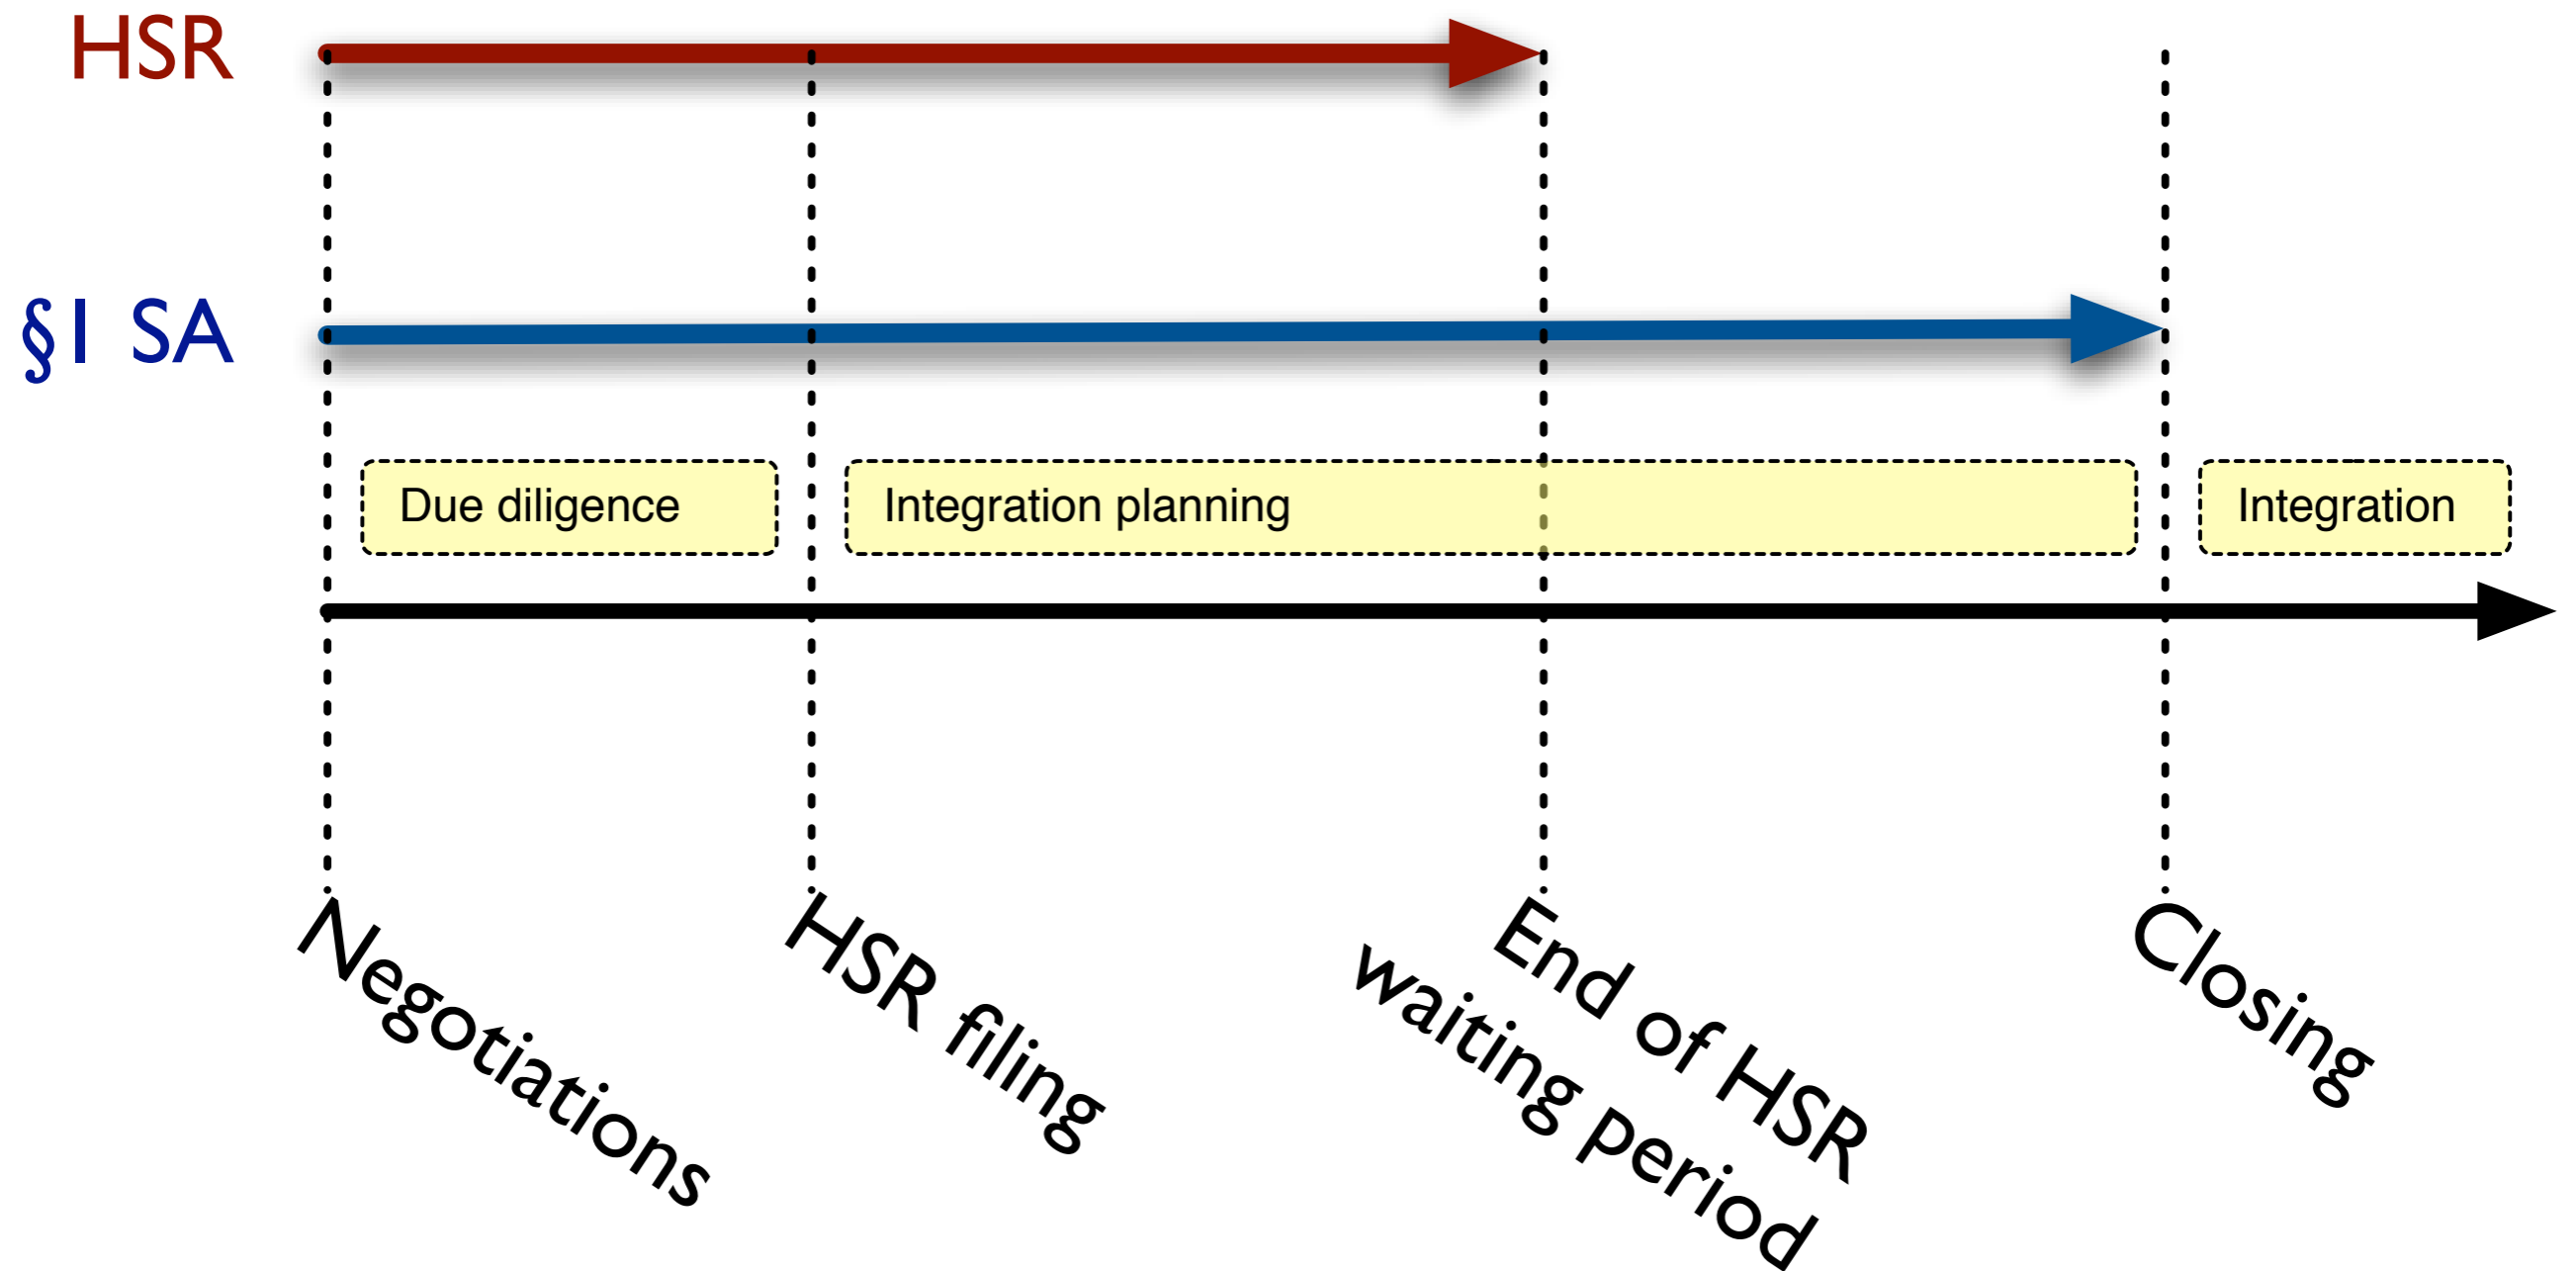 HSR
§1 SA
Due diligence
Integration planning
Integration
Negotiations
HSR filing
End of HSR
waiting period
Closing